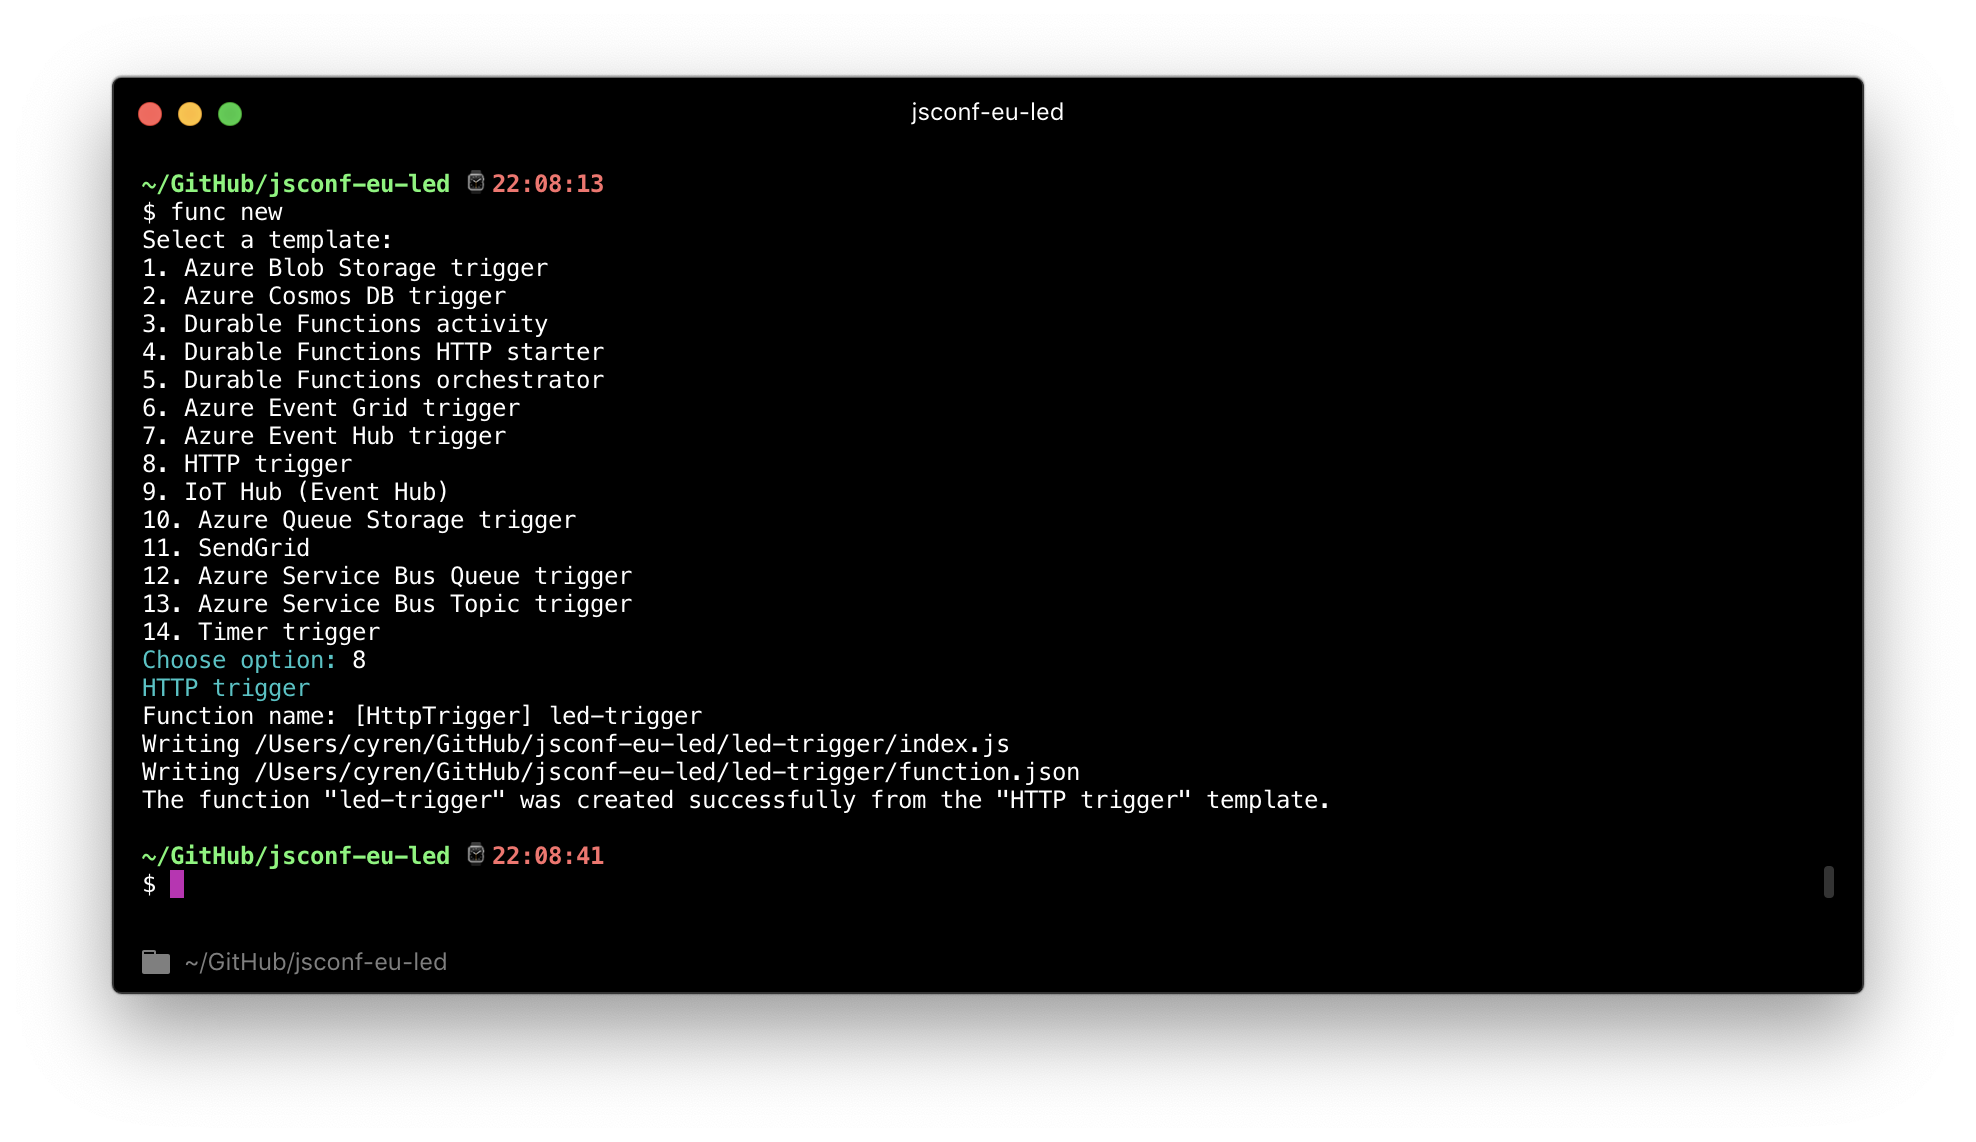 jsconf-eu-led
~/GitHub/jsconf-eu-led ⌚ 22:08:13
$ func new
Select a template:
1. Azure Blob Storage trigger
2. Azure Cosmos DB trigger
3. Durable Functions activity
4. Durable Functions HTTP starter
5. Durable Functions orchestrator
6. Azure Event Grid trigger
7. Azure Event Hub trigger
8. HTTP trigger
9. IoT Hub (Event Hub)
10. Azure Queue Storage trigger
11. SendGrid
12. Azure Service Bus Queue trigger
13. Azure Service Bus Topic trigger
14. Timer trigger
Choose option: 8
HTTP trigger
Function name: [HttpTrigger] led-trigger
Writing /Users/cyren/GitHub/jsconf-eu-led/led-trigger/index.js
Writing /Users/cyren/GitHub/jsconf-eu-led/led-trigger/function.json
The function "led-trigger" was created successfully from the "HTTP trigger" template.
~/GitHub/jsconf-eu-led ⌚ 22:08:41
$
~/GitHub/jsconf-eu-led